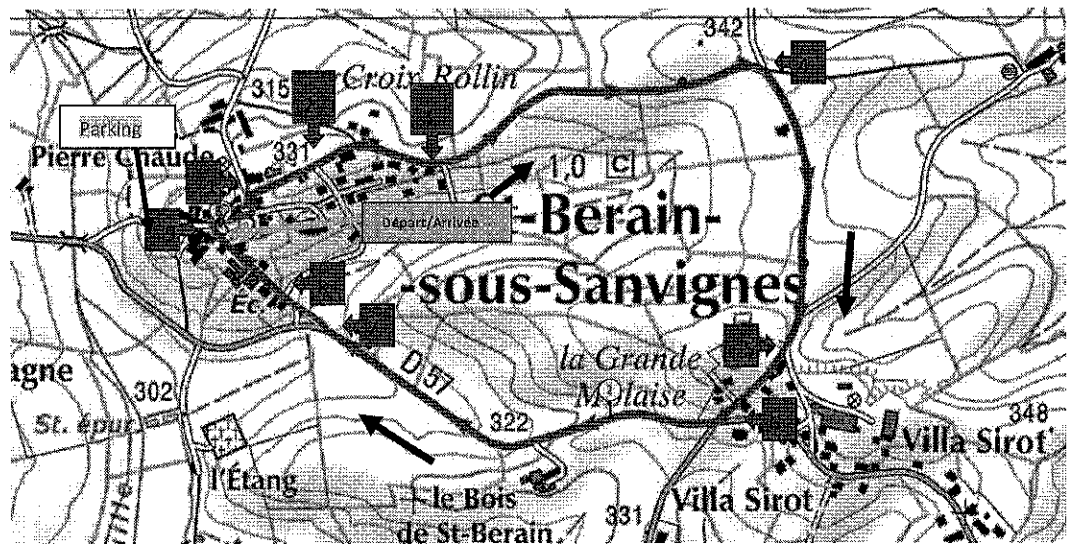 342
Croix Rollin
315
Parking
Pierre Chaude
331
1,0 C
Départ/Arrivée
-Berain-
-sous-Sanvignes
Ec.
la Grande
Molaise
D 57
agne
302
322
348
St. épur.
Villa Sirot
l'Étang
le Bois
Villa Sirot
de St-Berain
331